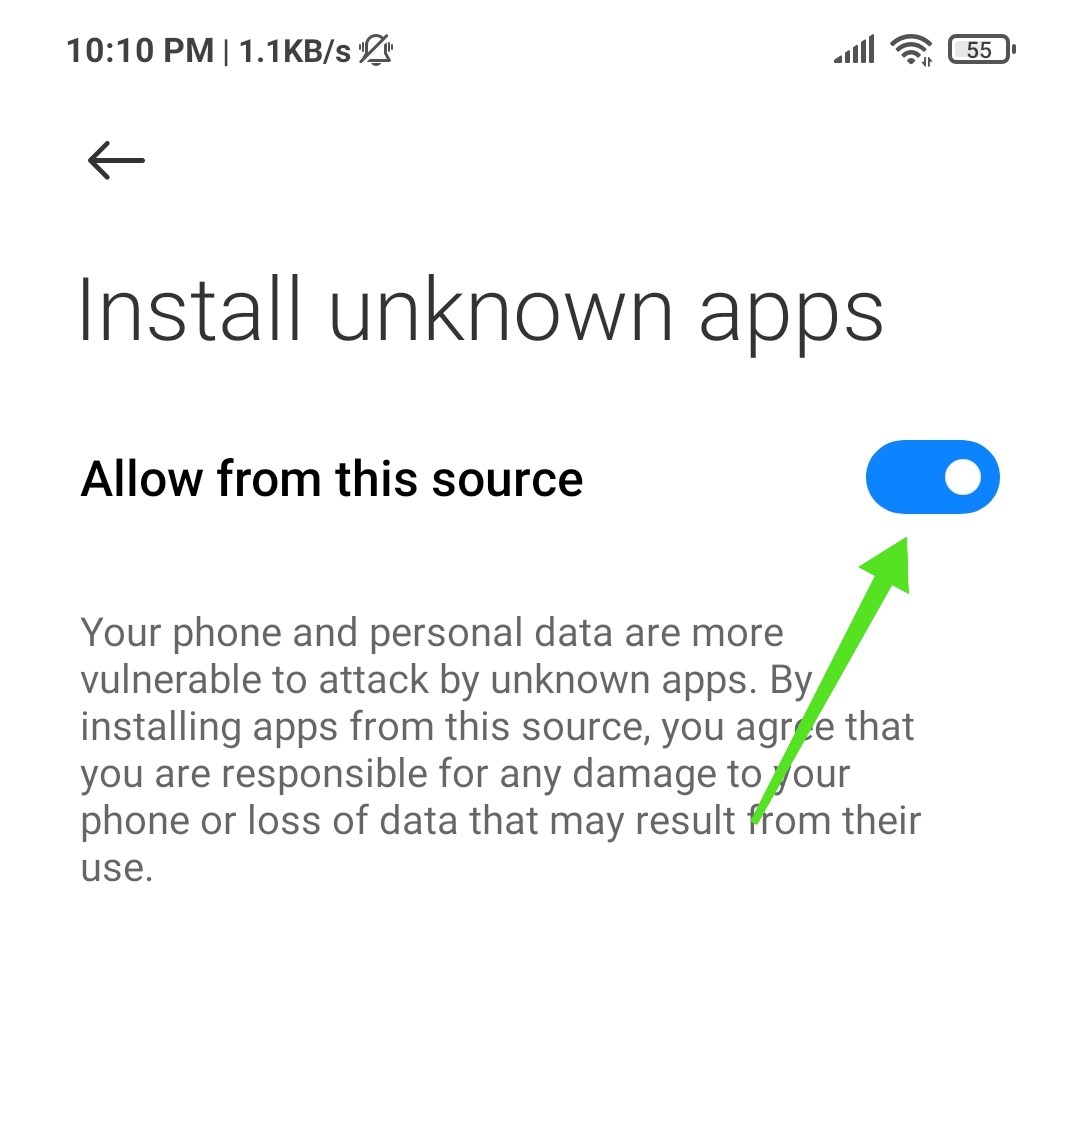 10:10 PM | 1.1KB/s 55
Install unknown apps
Allow from this source
Your phone and personal data are more
vulnerable to attack by unknown apps. By
installing apps from this source, you agree that
you are responsible for any damage to your
phone or loss of data that may result from their
use.